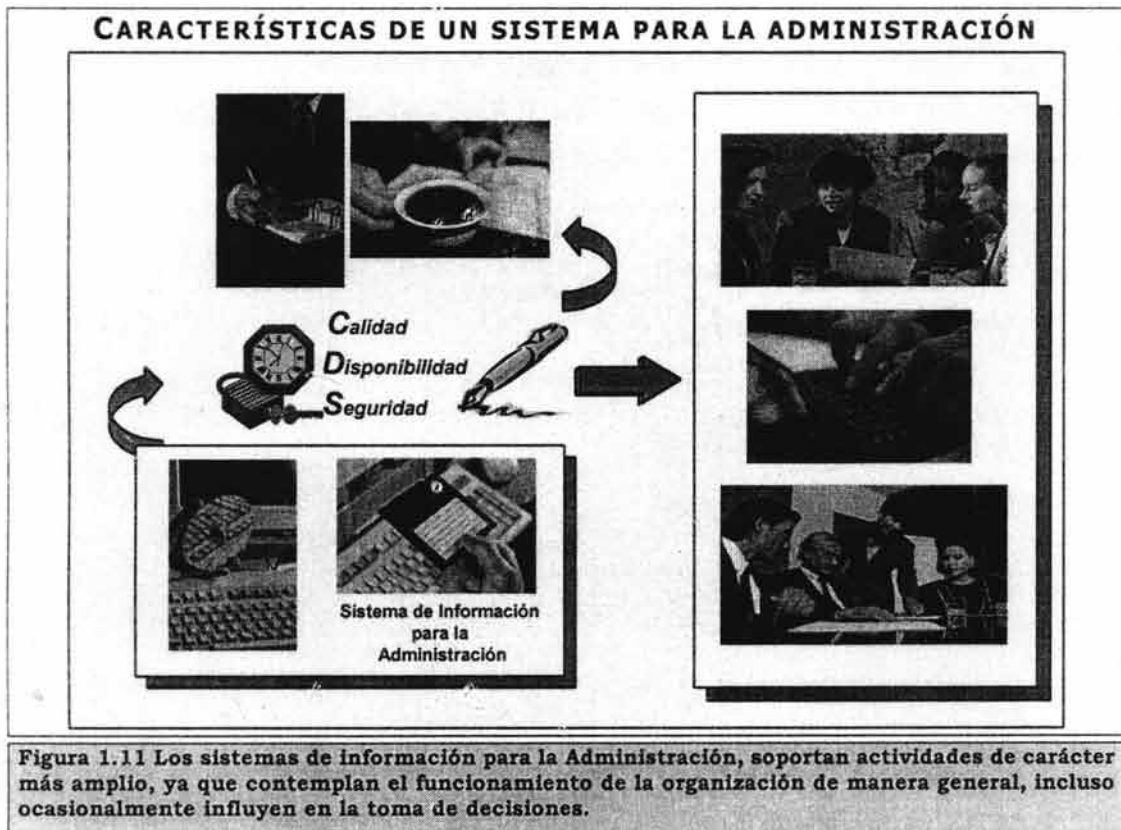 CARACTERÍSTICAS DE UN SISTEMA PARA LA ADMINISTRACIÓN
Calidad
Disponibilidad
Seguridad
Sistema de Información
para la
Administración
Figura 1.11 Los sistemas de información para la Administración, soportan actividades de carácter
más amplio, ya que contemplan el funcionamiento de la organización de manera general, incluso
ocasionalmente influyen en la toma de decisiones.